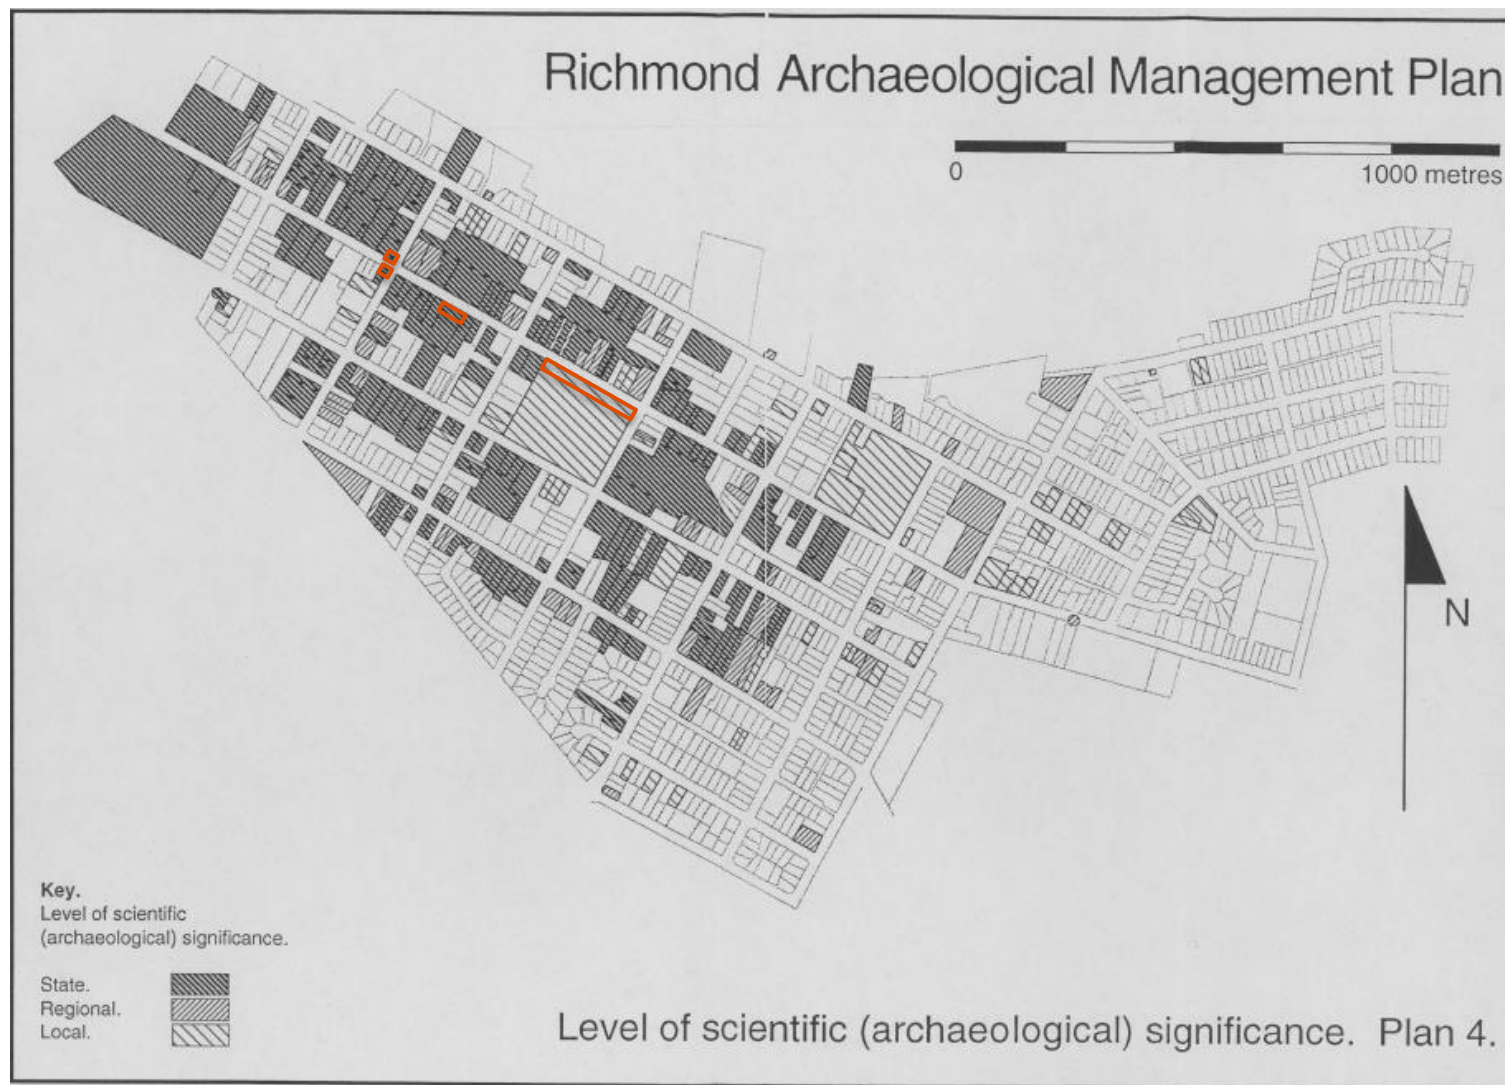 Richmond Archaeological Management Plan
0
1000 metres
N
Key.
Level of scientific
(archaeological) significance.
State.
Regional.
Local.
Level of scientific (archaeological) significance. Plan 4.